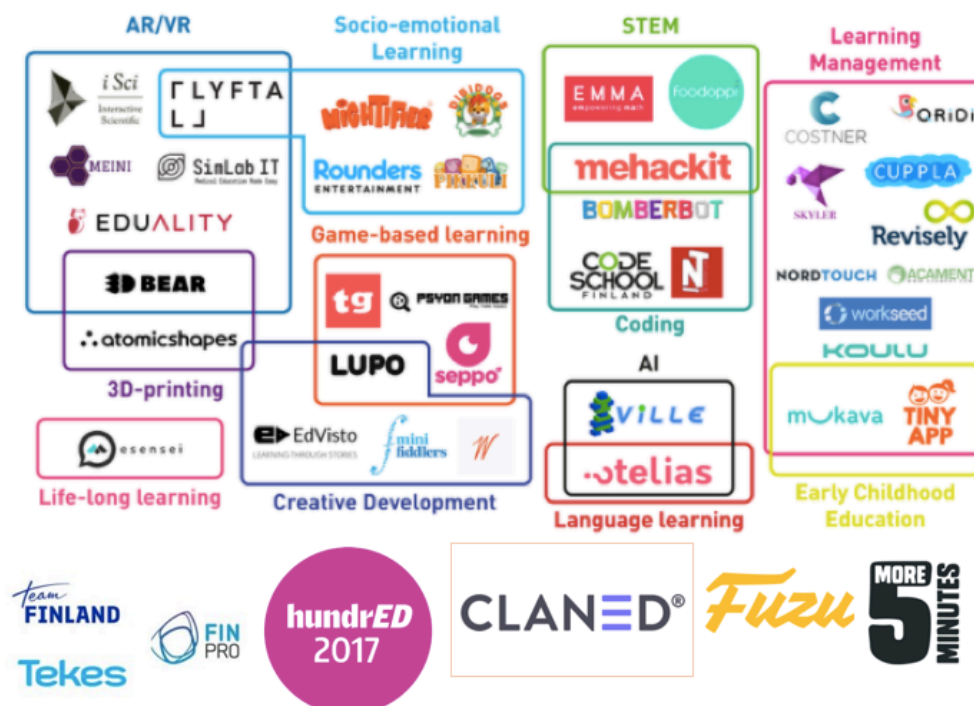 AR/VR
i Sci
Interactive
Scientific
LYFTA
MEINI
SimLab IT
Medical Education Made Easy
EDUALITY
BEAR
atomicshapes
3D-printing
esensei
Life-long learning
Socio-emotional
Learning
MIGHTIFIER
DIBIDOGS
Rounders
ENTERTAINMENT
PIKKULI
Game-based learning
tg
PSYON GAMES
LUPO
seppo
EdVisto
LEARNING THROUGH STORIES
mini
fiddlers
W
Creative Development
STEM
EMMA
empowering math
foodoppi
mehackit
BOMBERBOT
CODE
SCHOOL
FINLAND
NT
Coding
AI
ViLLE
otelias
Language learning
Learning
Management
COSTNER
QRiDi
SKYLER
CUPPLA
Revisely
NORDTOUCH
ACAMENT
workseed
KOULU
mukava
TINY
APP
Early Childhood
Education
team
FINLAND
Tekes
FIN
PRO
hundrED
2017
CLANED®
Fuzu
5 MORE MINUTES